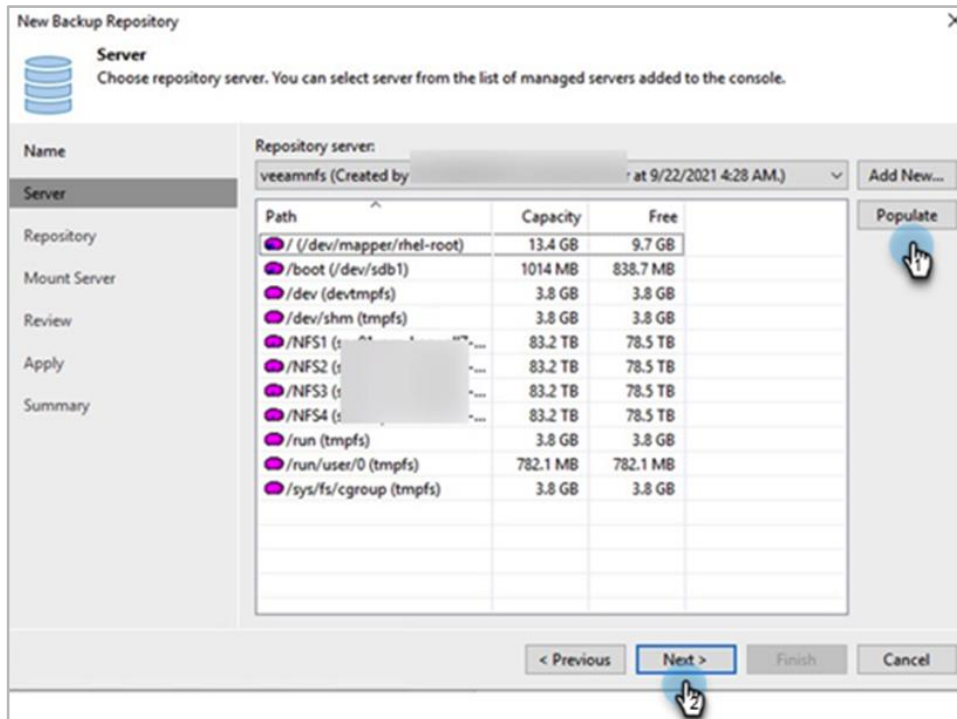 New Backup Repository
Server
Choose repository server. You can select server from the list of managed servers added to the console.
Name
Server
Repository
Mount Server
Review
Apply
Summary
Repository server:
veeamnfs (Created by at 9/22/2021 4:28 AM.)
Add New...
Populate
1
Path Capacity Free
/ (/dev/mapper/rhel-root) 13.4 GB 9.7 GB
/boot (/dev/sdb1) 1014 MB 838.7 MB
/dev (devtmpfs) 3.8 GB 3.8 GB
/dev/shm (tmpfs) 3.8 GB 3.8 GB
/NFS1 83.2 TB 78.5 TB
/NFS2 83.2 TB 78.5 TB
/NFS3 83.2 TB 78.5 TB
/NFS4 83.2 TB 78.5 TB
/run (tmpfs) 3.8 GB 3.8 GB
/run/user/0 (tmpfs) 782.1 MB 782.1 MB
/sys/fs/cgroup (tmpfs) 3.8 GB 3.8 GB
< Previous
Next >
Finish
Cancel
2